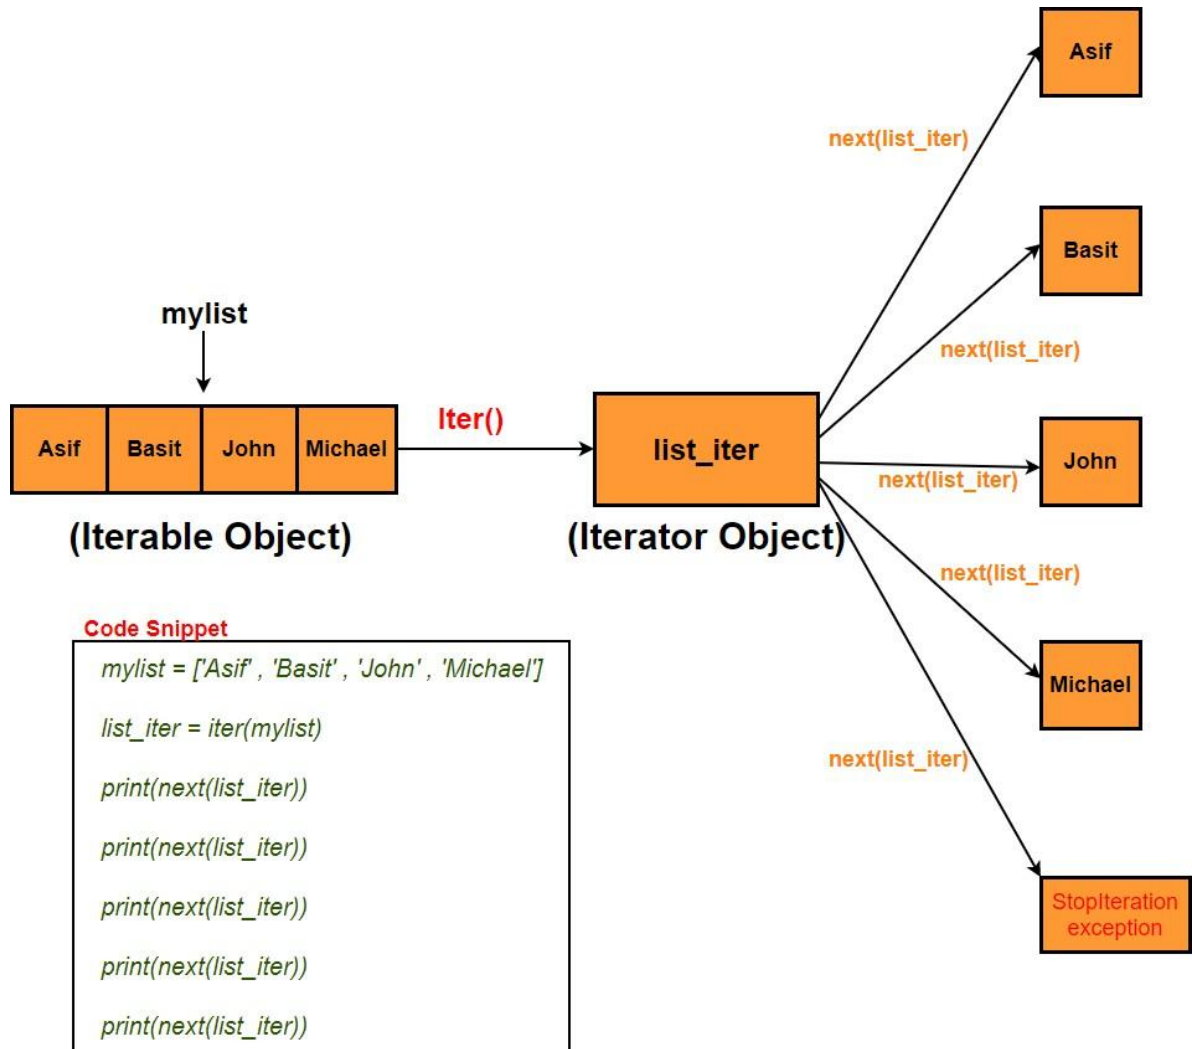 Asif
next(list_iter)
Basit
mylist
next(list_iter)
Iter()
Asif Basit John Michael
list_iter
John
next(list_iter)
(Iterable Object)
(Iterator Object)
next(list_iter)
Code Snippet
mylist = ['Asif' , 'Basit' , 'John' , 'Michael']
Michael
list_iter = iter(mylist)
next(list_iter)
print(next(list_iter))
print(next(list_iter))
print(next(list_iter))
StopIteration
exception
print(next(list_iter))
print(next(list_iter))